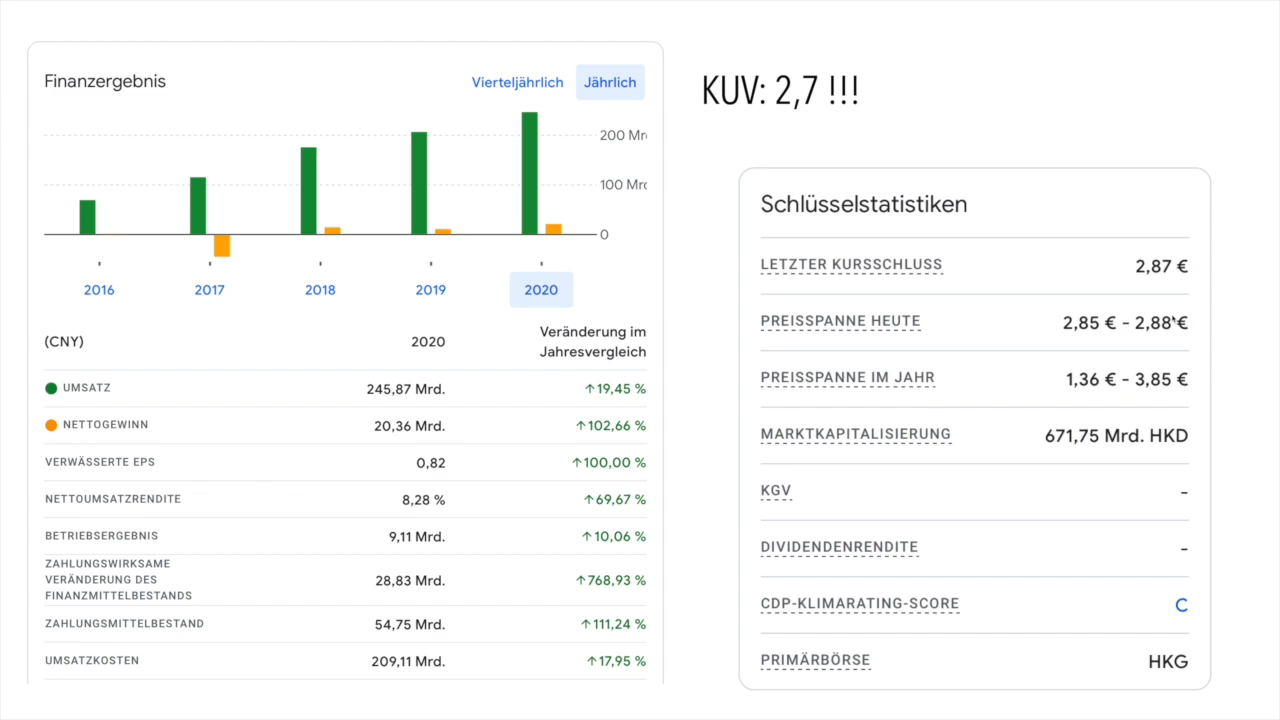 Finanzergebnis
Vierteljährlich Jährlich
KUV: 2,7 !!!
200 Mrd
100 Mrd
0
2016 2017 2018 2019 2020
(CNY) 2020 Veränderung im
Jahresvergleich
UMSATZ 245,87 Mrd. ↑19,45 %
NETTOGEWINN 20,36 Mrd. ↑102,66 %
VERWÄSSERTE EPS 0,82 ↑100,00 %
NETTOUMSATZRENDITE 8,28 % ↑69,67 %
BETRIEBSERGEBNIS 9,11 Mrd. ↑10,06 %
ZAHLUNGSWIRKSAME
VERÄNDERUNG DES
FINANZMITTELBESTANDS 28,83 Mrd. ↑768,93 %
ZAHLUNGSMITTELBESTAND 54,75 Mrd. ↑111,24 %
UMSATZKOSTEN 209,11 Mrd. ↑17,95 %
Schlüsselstatistiken
LETZTER KURSSCHLUSS 2,87 €
PREISSPANNE HEUTE 2,85 € - 2,88 €
PREISSPANNE IM JAHR 1,36 € - 3,85 €
MARKTKAPITALISIERUNG 671,75 Mrd. HKD
KGV -
DIVIDENDENRENDITE -
CDP-KLIMARATING-SCORE C
PRIMÄRBÖRSE HKG